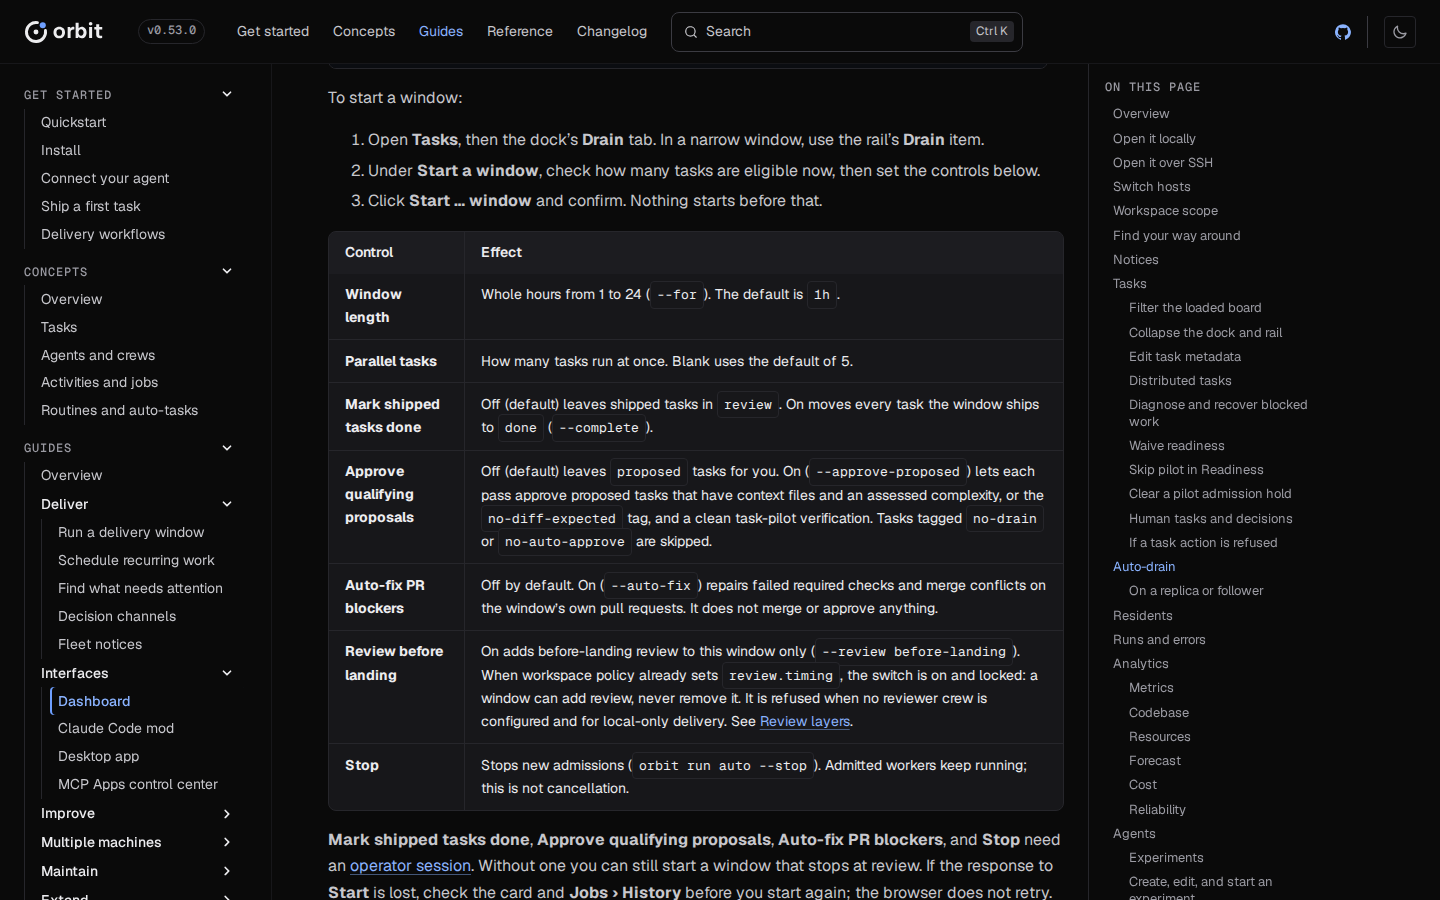 orbit
v0.53.0
Get started
Concepts
Guides
Reference
Changelog
Search
Ctrl K
GET STARTED
Quickstart
Install
Connect your agent
Ship a first task
Delivery workflows
CONCEPTS
Overview
Tasks
Agents and crews
Activities and jobs
Routines and auto-tasks
GUIDES
Overview
Deliver
Run a delivery window
Schedule recurring work
Find what needs attention
Decision channels
Fleet notices
Interfaces
Dashboard
Claude Code mod
Desktop app
MCP Apps control center
Improve
Multiple machines
Maintain
Extend
To start a window:
1. Open Tasks, then the dock’s Drain tab. In a narrow window, use the rail’s Drain item.
2. Under Start a window, check how many tasks are eligible now, then set the controls below.
3. Click Start … window and confirm. Nothing starts before that.
Control Effect
Window length
Whole hours from 1 to 24 (--for). The default is 1h.
Parallel tasks
How many tasks run at once. Blank uses the default of 5.
Mark shipped tasks done
Off (default) leaves shipped tasks in review. On moves every task the window ships
to done (--complete).
Approve qualifying proposals
Off (default) leaves proposed tasks for you. On (--approve-proposed) lets each
pass approve proposed tasks that have context files and an assessed complexity, or the
no-diff-expected tag, and a clean task-pilot verification. Tasks tagged no-drain
or no-auto-approve are skipped.
Auto-fix PR blockers
Off by default. On (--auto-fix) repairs failed required checks and merge conflicts on
the window’s own pull requests. It does not merge or approve anything.
Review before landing
On adds before-landing review to this window only (--review before-landing).
When workspace policy already sets review.timing, the switch is on and locked: a
window can add review, never remove it. It is refused when no reviewer crew is
configured and for local-only delivery. See Review layers.
Stop
Stops new admissions (orbit run auto --stop). Admitted workers keep running;
this is not cancellation.
Mark shipped tasks done, Approve qualifying proposals, Auto-fix PR blockers, and Stop need
an operator session. Without one you can still start a window that stops at review. If the response to
Start is lost, check the card and Jobs › History before you start again; the browser does not retry.
ON THIS PAGE
Overview
Open it locally
Open it over SSH
Switch hosts
Workspace scope
Find your way around
Notices
Tasks
Filter the loaded board
Collapse the dock and rail
Edit task metadata
Distributed tasks
Diagnose and recover blocked
work
Waive readiness
Skip pilot in Readiness
Clear a pilot admission hold
Human tasks and decisions
If a task action is refused
Auto-drain
On a replica or follower
Residents
Runs and errors
Analytics
Metrics
Codebase
Resources
Forecast
Cost
Reliability
Agents
Experiments
Create, edit, and start an
experiment